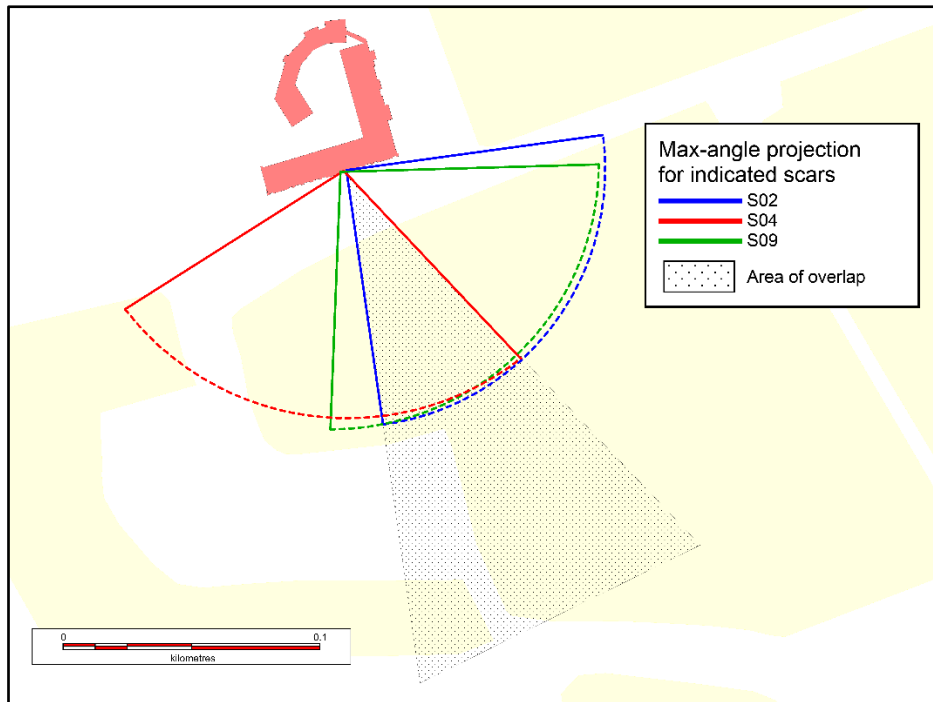 Max-angle projection
for indicated scars
S02
S04
S09
Area of overlap
0 0.1
kilometres